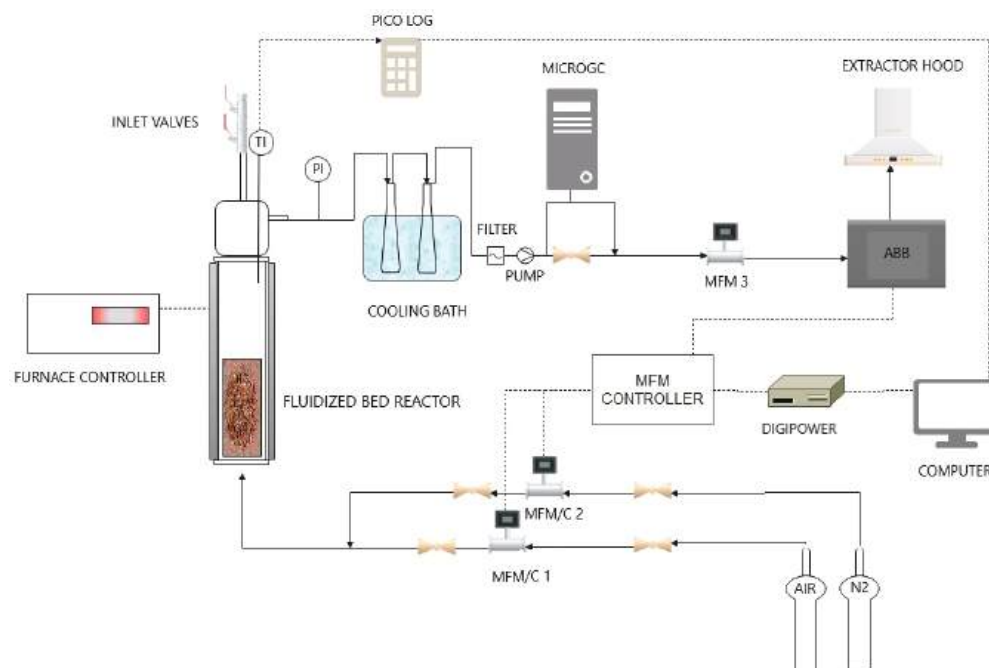 PICO LOG
MICROGC
EXTRACTOR HOOD
INLET VALVES
TI
PI
FILTER
PUMP
ABB
MFM 3
COOLING BATH
FURNACE CONTROLLER
FLUIDIZED BED REACTOR
MFM
CONTROLLER
DIGIPOWER
COMPUTER
MFM/C 2
MFM/C 1
AIR
N2